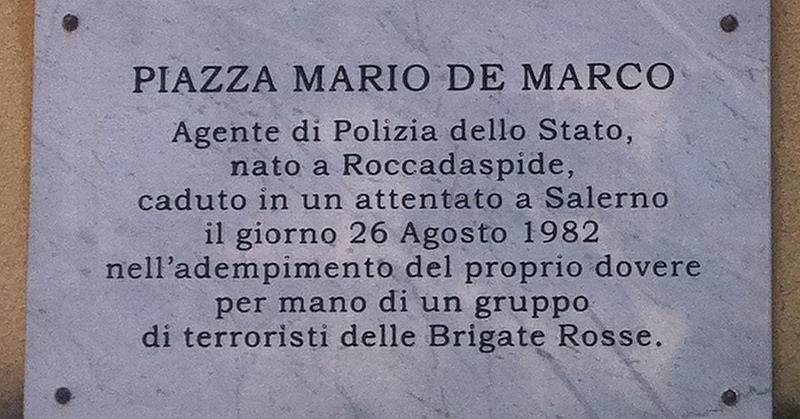 PIAZZA MARIO DE MARCO
Agente di Polizia dello Stato,
nato a Roccadaspide,
caduto in un attentato a Salerno
il giorno 26 Agosto 1982
nell'adempimento del proprio dovere
per mano di un gruppo
di terroristi delle Brigate Rosse.